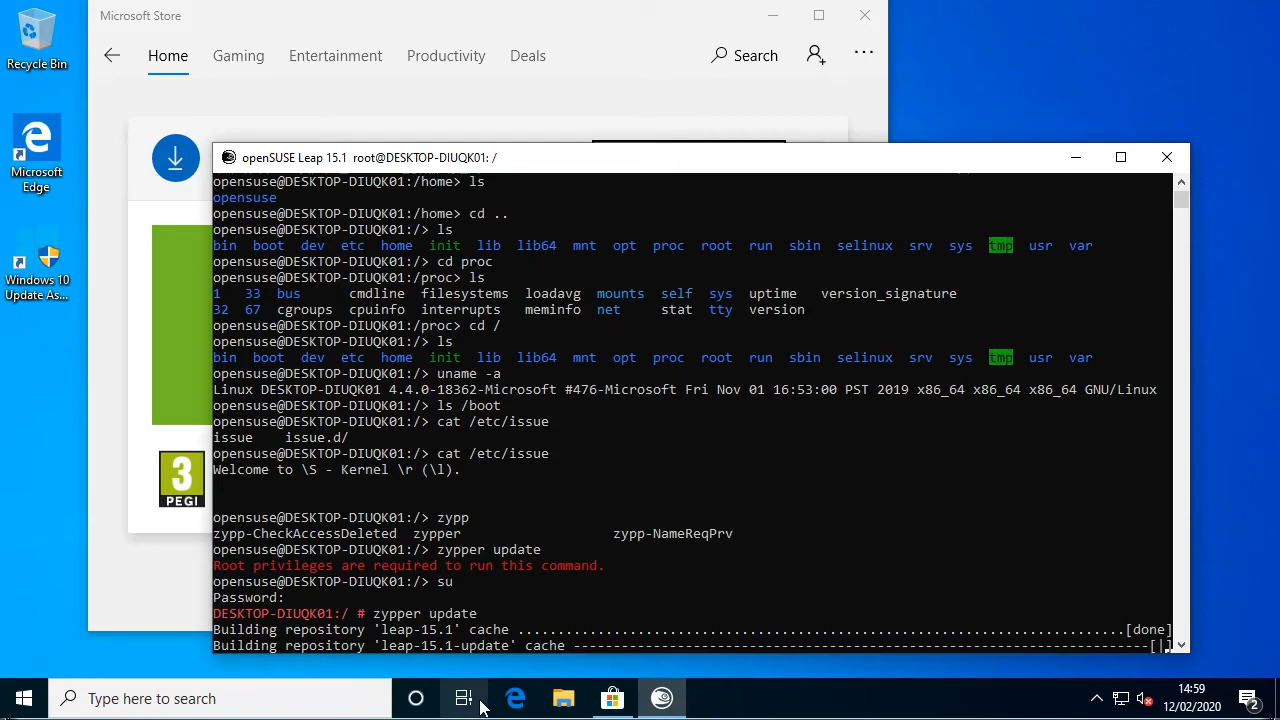 Recycle Bin
Microsoft Edge
Windows 10 Update As...
Microsoft Store
Home Gaming Entertainment Productivity Deals Search
3
PEGI
openSUSE Leap 15.1 root@DESKTOP-DIUQK01: /
opensuse@DESKTOP-DIUQK01:/home> ls
opensuse
opensuse@DESKTOP-DIUQK01:/home> cd ..
opensuse@DESKTOP-DIUQK01:/> ls
bin boot dev etc home init lib lib64 mnt opt proc root run sbin selinux srv sys tmp usr var
opensuse@DESKTOP-DIUQK01:/> cd proc
opensuse@DESKTOP-DIUQK01:/proc> ls
1 33 bus cmdline filesystems loadavg mounts self sys uptime version_signature
32 67 cgroups cpuinfo interrupts meminfo net stat tty version
opensuse@DESKTOP-DIUQK01:/proc> cd /
opensuse@DESKTOP-DIUQK01:/> ls
bin boot dev etc home init lib lib64 mnt opt proc root run sbin selinux srv sys tmp usr var
opensuse@DESKTOP-DIUQK01:/> uname -a
Linux DESKTOP-DIUQK01 4.4.0-18362-Microsoft #476-Microsoft Fri Nov 01 16:53:00 PST 2019 x86_64 x86_64 x86_64 GNU/Linux
opensuse@DESKTOP-DIUQK01:/> ls /boot
opensuse@DESKTOP-DIUQK01:/> cat /etc/issue
issue issue.d/
opensuse@DESKTOP-DIUQK01:/> cat /etc/issue
Welcome to \S - Kernel \r (\l).
opensuse@DESKTOP-DIUQK01:/> zypp
zypp-CheckAccessDeleted zypper zypp-NameReqPrv
opensuse@DESKTOP-DIUQK01:/> zypper update
Root privileges are required to run this command.
opensuse@DESKTOP-DIUQK01:/> su
Password:
DESKTOP-DIUQK01:/ # zypper update
Building repository 'leap-15.1' cache ............................................................................[done]
Building repository 'leap-15.1-update' cache ------------------------------------------------------------------------[|]
Type here to search
14:59
12/02/2020
2